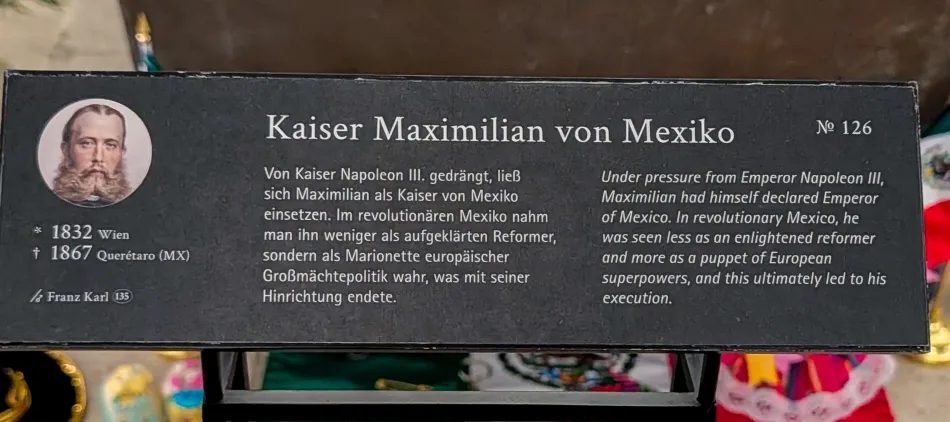 Kaiser Maximilian von Mexiko
№ 126
* 1832 Wien
† 1867 Querétaro (MX)
Franz Karl 135
Von Kaiser Napoleon III. gedrängt, ließ
sich Maximilian als Kaiser von Mexiko
einsetzen. Im revolutionären Mexiko nahm
man ihn weniger als aufgeklärten Reformer,
sondern als Marionette europäischer
Großmächtepolitik wahr, was mit seiner
Hinrichtung endete.
Under pressure from Emperor Napoleon III,
Maximilian had himself declared Emperor
of Mexico. In revolutionary Mexico, he
was seen less as an enlightened reformer
and more as a puppet of European
superpowers, and this ultimately led to his
execution.